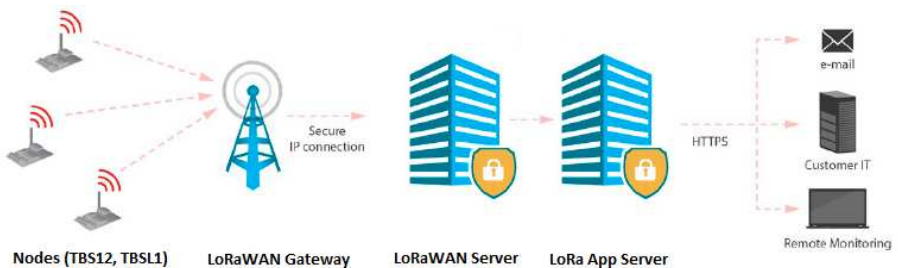 e-mail
Secure
IP connection
HTTPS
Customer IT
Remote Monitoring
Nodes (TBS12, TBSL1)
LoRaWAN Gateway
LoRaWAN Server
LoRa App Server